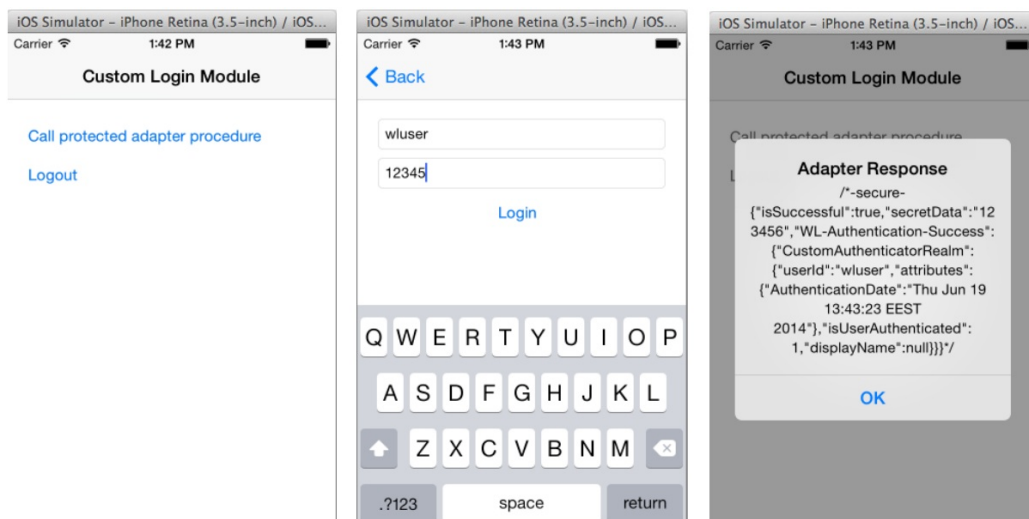 iOS Simulator – iPhone Retina (3.5-inch) / iOS...
Carrier 1:42 PM
Custom Login Module
Call protected adapter procedure
Logout
iOS Simulator – iPhone Retina (3.5-inch) / iOS...
Carrier 1:43 PM
Back
wluser
12345
Login
Q W E R T Y U I O P
A S D F G H J K L
Z X C V B N M
.?123 space return
iOS Simulator – iPhone Retina (3.5-inch) / iOS...
Carrier 1:43 PM
Custom Login Module
Call protected adapter procedure
L
Adapter Response
/*-secure-
{"isSuccessful":true,"secretData":"12
3456","WL-Authentication-Success":
{"CustomAuthenticatorRealm":
{"userId":"wluser","attributes":
{"AuthenticationDate":"Thu Jun 19
13:43:23 EEST
2014"},"isUserAuthenticated":
1,"displayName":null}}}*/
OK